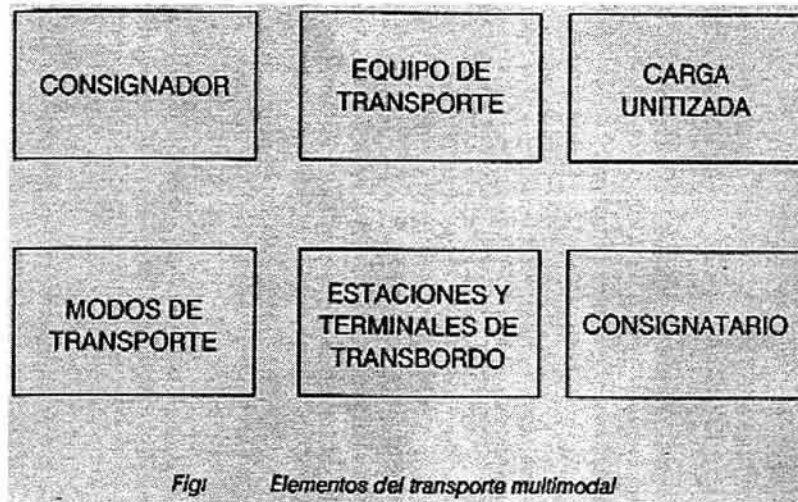 CONSIGNADOR
EQUIPO DE
TRANSPORTE
CARGA
UNITIZADA
MODOS DE
TRANSPORTE
ESTACIONES Y
TERMINALES DE
TRANSBORDO
CONSIGNATARIO
Elementos del transporte multimodal